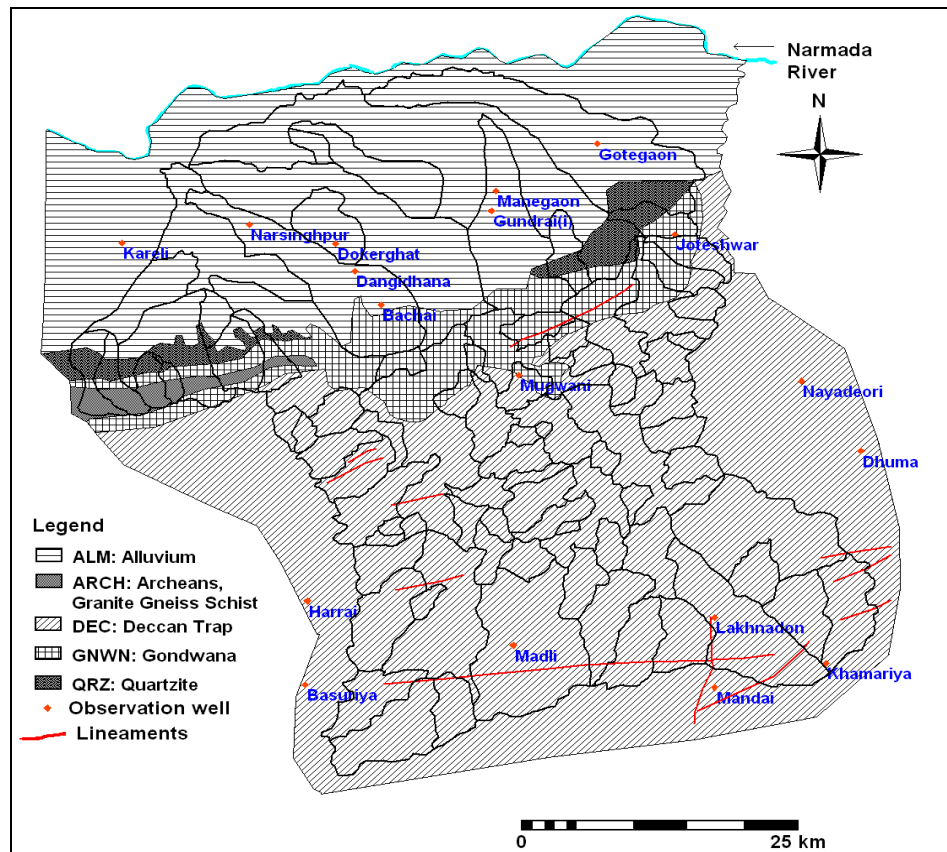 Narmada
River
N
Gotegaon
Manegaon
Gundrai(i)
Narsinghpur
Kareli
Dokerghat
Joteshwar
Dangidhana
Bachai
Mugwani
Nayadeori
Dhuma
Legend
ALM: Alluvium
ARCH: Archeans,
Granite Gneiss Schist
DEC: Deccan Trap
GNWN: Gondwana
QRZ: Quartzite
Observation well
Lineaments
Harrai
Lakhnadon
Madli
Khamariya
Basuriya
Mandai
0 25 km